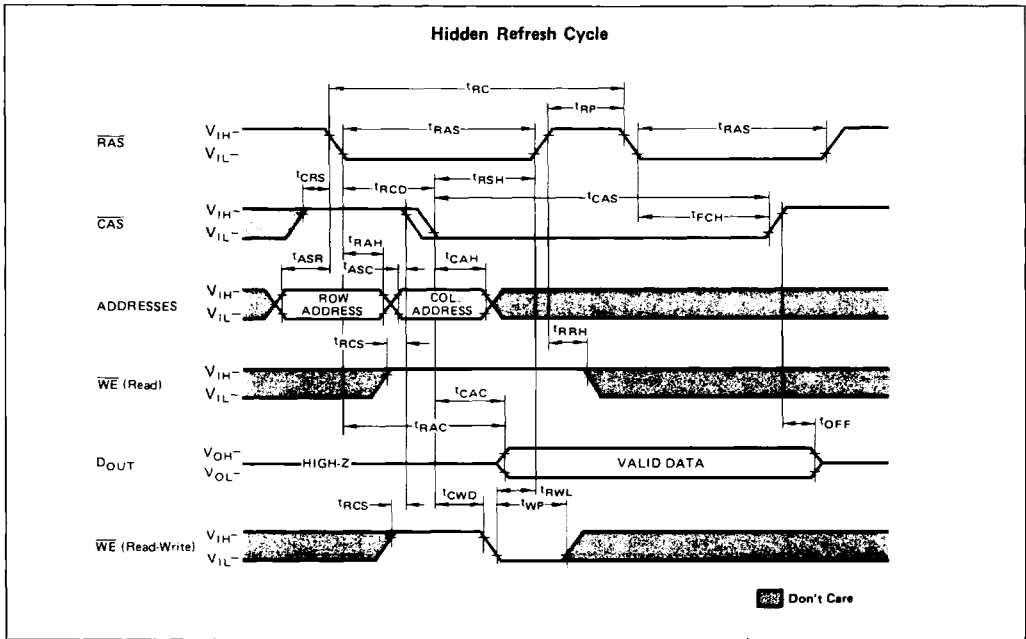 Hidden Refresh Cycle
tRC
tRP
RAS
VIH
VIL
tRAS
tRAS
tCRS
tRCD
tRSH
tCAS
CAS
VIH
VIL
tFCH
tRAH
tASR
tASC
tCAH
ADDRESSES
VIH
VIL
ROW ADDRESS
COL. ADDRESS
tRCS
tRRH
WE (Read)
VIH
VIL
tCAC
tRAC
tOFF
DOUT
VOH
VOL
HIGH-Z
VALID DATA
tRCS
tCWD
tRWL
tWP
WE (Read-Write)
VIH
VIL
Don't Care